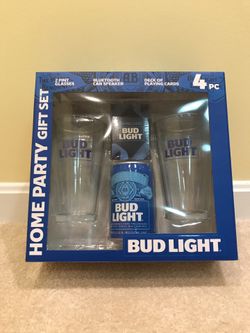 2 PINT
GLASSES
BLUETOOTH
CAN SPEAKER
DECK OF
PLAYING CARDS
4
PC
HOME PARTY GIFT SET
BUD
LIGHT
BUD
LIGHT
BUD
LIGHT
BUD
LIGHT
BUD LIGHT